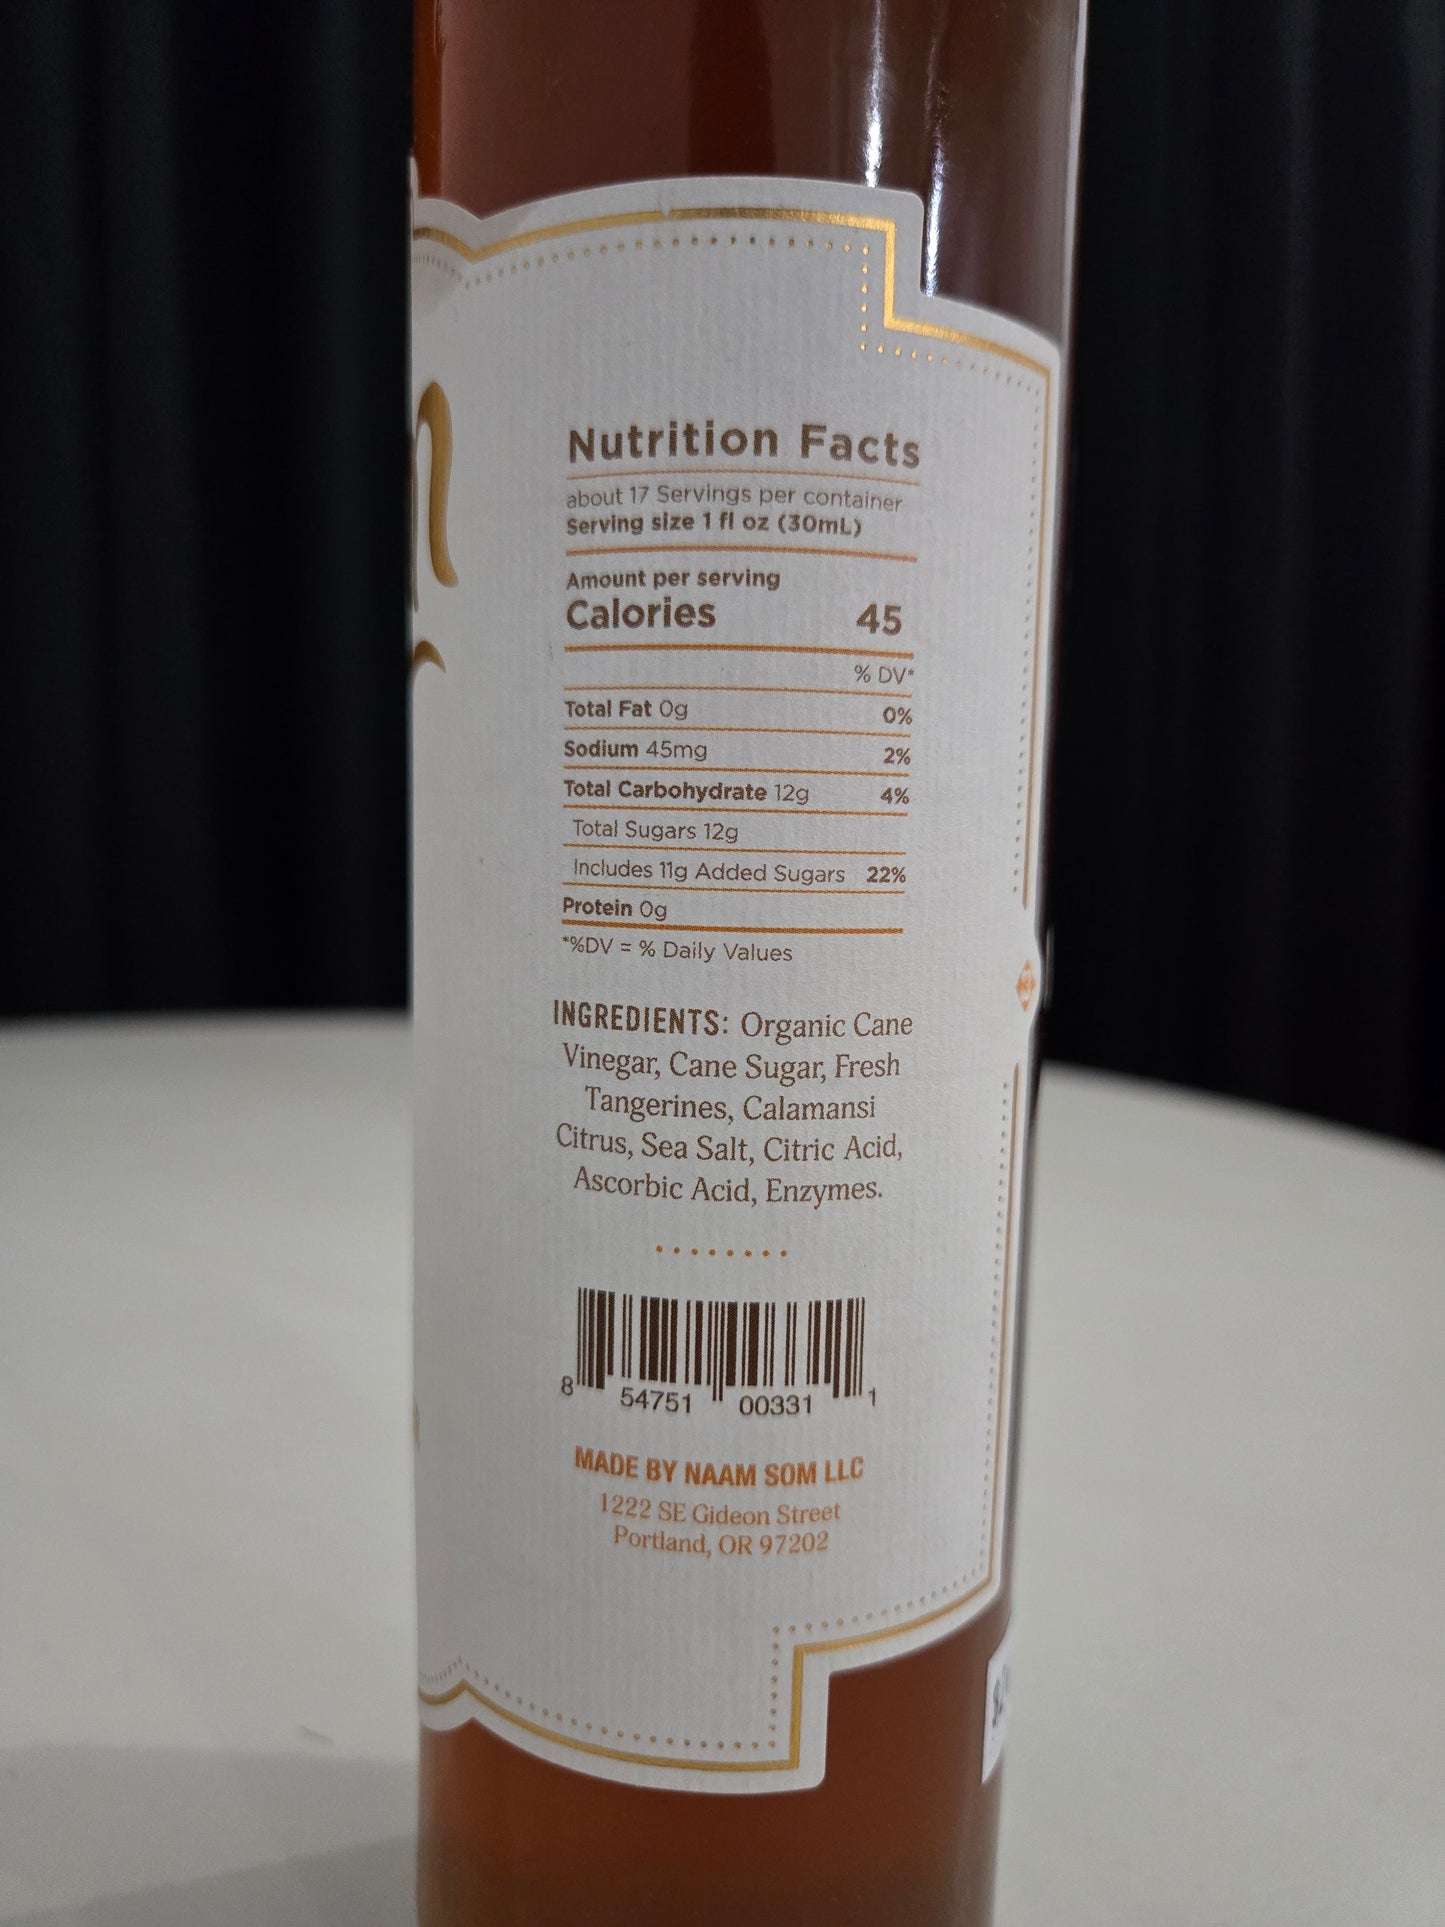 Nutrition Facts
about 17 Servings per container
Serving size 1 fl oz (30mL)
Amount per serving
Calories 45
% DV*
Total Fat 0g 0%
Sodium 45mg 2%
Total Carbohydrate 12g 4%
Total Sugars 12g
Includes 11g Added Sugars 22%
Protein 0g
*%DV = % Daily Values
INGREDIENTS: Organic Cane
Vinegar, Cane Sugar, Fresh
Tangerines, Calamansi
Citrus, Sea Salt, Citric Acid,
Ascorbic Acid, Enzymes.
8 54751 00331 1
MADE BY NAAM SOM LLC
1222 SE Gideon Street
Portland, OR 97202